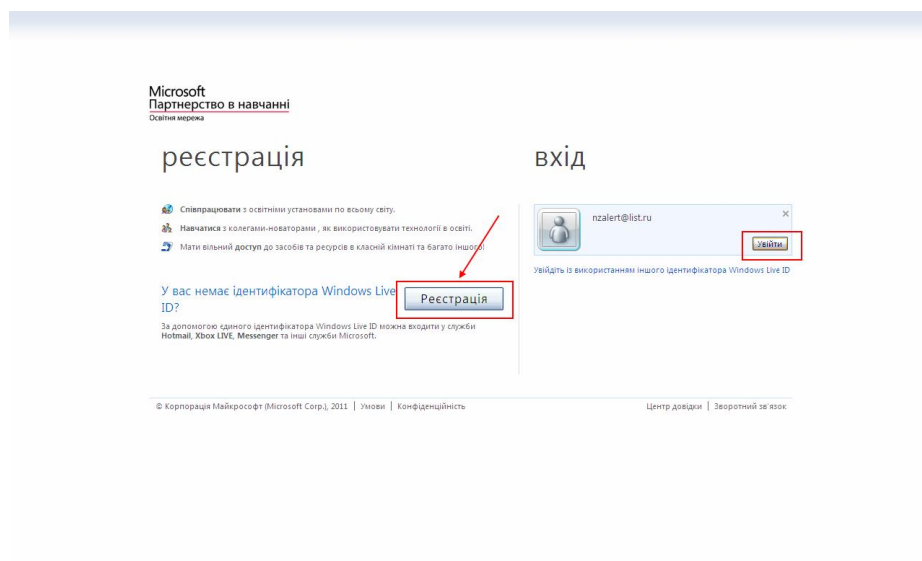 Microsoft
Партнерство в навчанні
Освітня мережа
реєстрація
Співпрацювати з освітніми установами по всьому світу.
Навчатися з колегами-новаторами , як використовувати технології в освіті.
Мати вільний доступ до засобів та ресурсів в класній кімнаті та багато іншого!
У вас немає ідентифікатора Windows Live
ID?
Реєстрація
За допомогою єдиного ідентифікатора Windows Live ID можна входити у служби
Hotmail, Xbox LIVE, Messenger та інші служби Microsoft.
вхід
nzalert@list.ru
Увійти
Увійдіть із використанням іншого ідентифікатора Windows Live ID
© Корпорація Майкрософт (Microsoft Corp.), 2011 | Умови | Конфіденційність
Центр довідки | Зворотний зв'язок